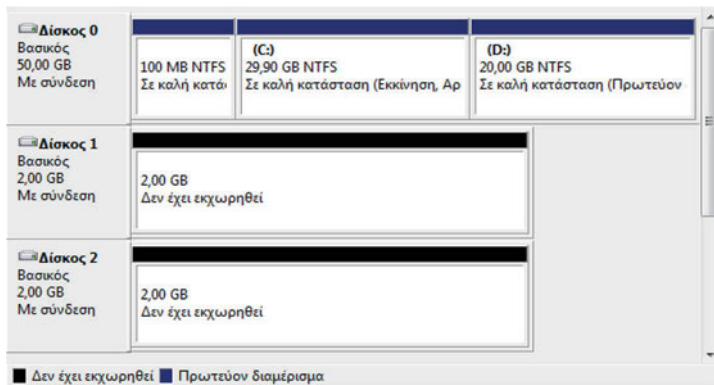 Δίσκος 0
Βασικός
50,00 GB
Με σύνδεση
100 MB NTFS
Σε καλή κατά
(C:)
29,90 GB NTFS
Σε καλή κατάσταση (Εκκίνηση, Αρ
(D:)
20,00 GB NTFS
Σε καλή κατάσταση (Πρωτεύον
Δίσκος 1
Βασικός
2,00 GB
Με σύνδεση
2,00 GB
Δεν έχει εκχωρηθεί
Δίσκος 2
Βασικός
2,00 GB
Με σύνδεση
2,00 GB
Δεν έχει εκχωρηθεί
Δεν έχει εκχωρηθεί Πρωτεύον διαμέρισμα